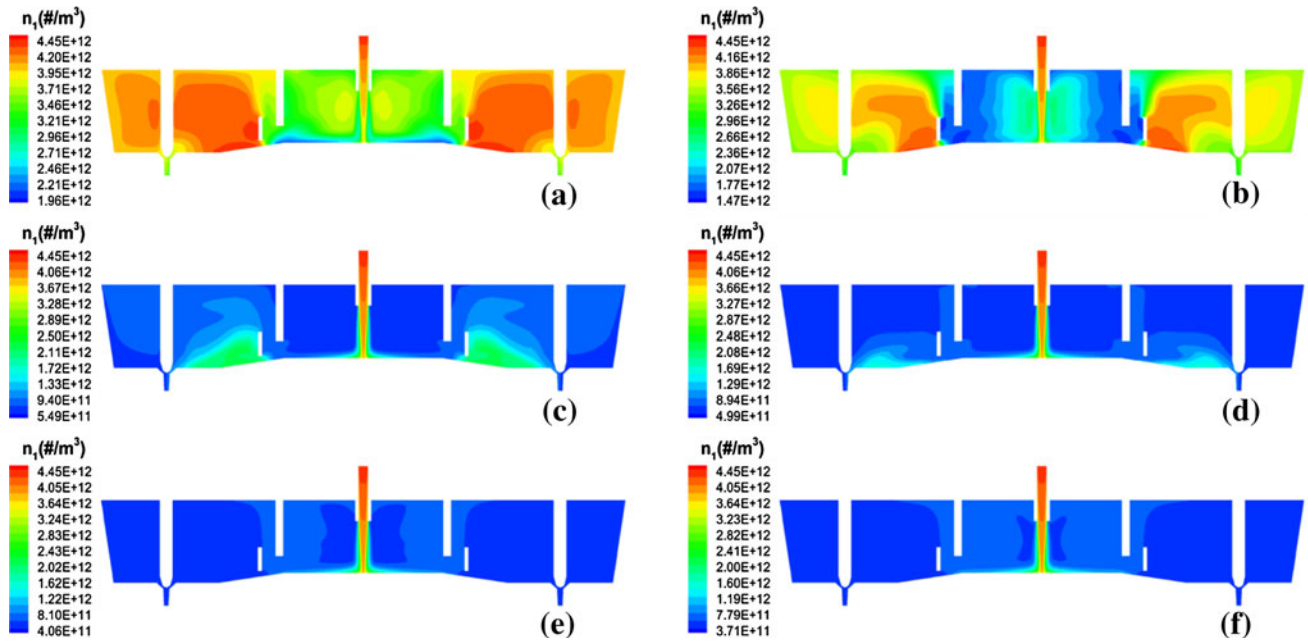 n1(#/m3)
4.45E+12
4.20E+12
3.95E+12
3.71E+12
3.46E+12
3.21E+12
2.96E+12
2.71E+12
2.46E+12
2.21E+12
1.96E+12
(a)
n1(#/m3)
4.45E+12
4.16E+12
3.86E+12
3.56E+12
3.26E+12
2.96E+12
2.66E+12
2.36E+12
2.07E+12
1.77E+12
1.47E+12
(b)
n1(#/m3)
4.45E+12
4.06E+12
3.67E+12
3.28E+12
2.89E+12
2.50E+12
2.11E+12
1.72E+12
1.33E+12
9.40E+11
5.49E+11
(c)
n1(#/m3)
4.45E+12
4.06E+12
3.66E+12
3.27E+12
2.87E+12
2.48E+12
2.08E+12
1.69E+12
1.29E+12
8.94E+11
4.99E+11
(d)
n1(#/m3)
4.45E+12
4.05E+12
3.64E+12
3.24E+12
2.83E+12
2.43E+12
2.02E+12
1.62E+12
1.22E+12
8.10E+11
4.06E+11
(e)
n1(#/m3)
4.45E+12
4.05E+12
3.64E+12
3.23E+12
2.82E+12
2.41E+12
2.00E+12
1.60E+12
1.19E+12
7.79E+11
3.71E+11
(f)